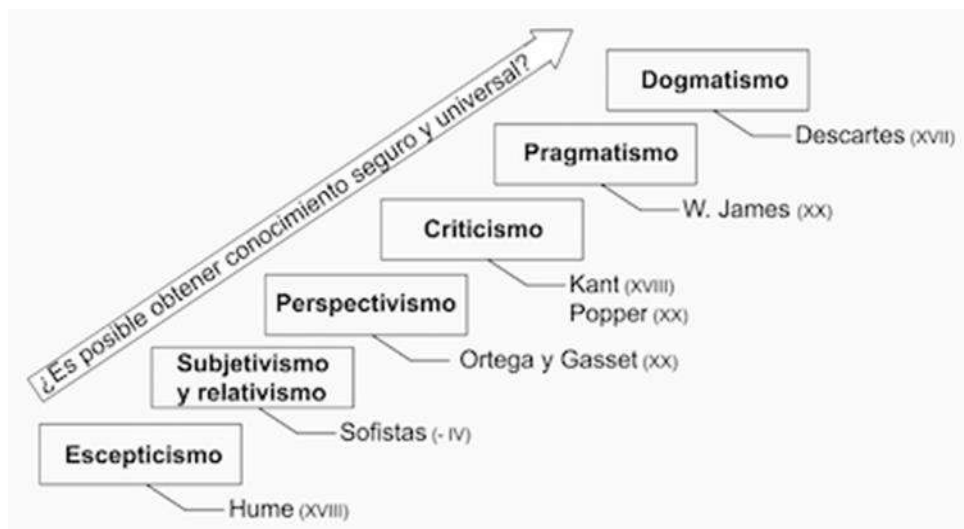 ¿Es posible obtener conocimiento seguro y universal?
Dogmatismo
Descartes (XVII)
Pragmatismo
W. James (XX)
Criticismo
Kant (XVIII)
Popper (XX)
Perspectivismo
Ortega y Gasset (XX)
Subjetivismo
y relativismo
Sofistas (- IV)
Escepticismo
Hume (XVIII)